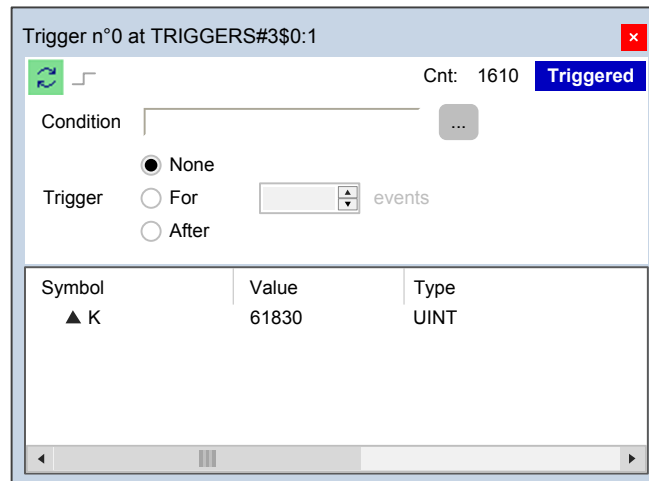 Trigger n°0 at TRIGGERS#3$0:1
Cnt: 1610 Triggered
Condition ...
None
Trigger For events
After
Symbol Value Type
K 61830 UINT